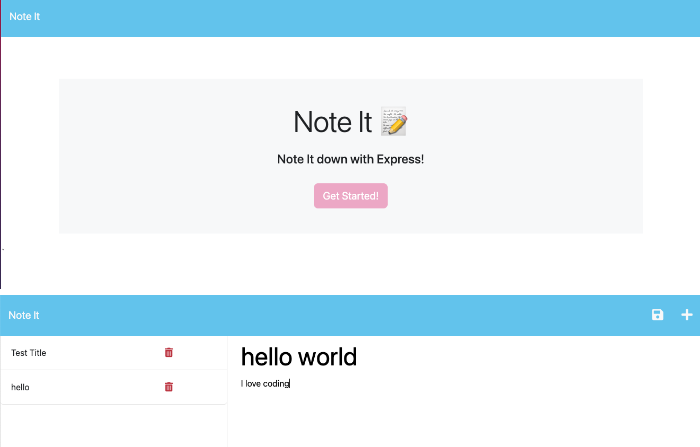 Note It
Note It
Note It down with Express!
Get Started!
Note It
Test Title
hello
hello world
I love coding